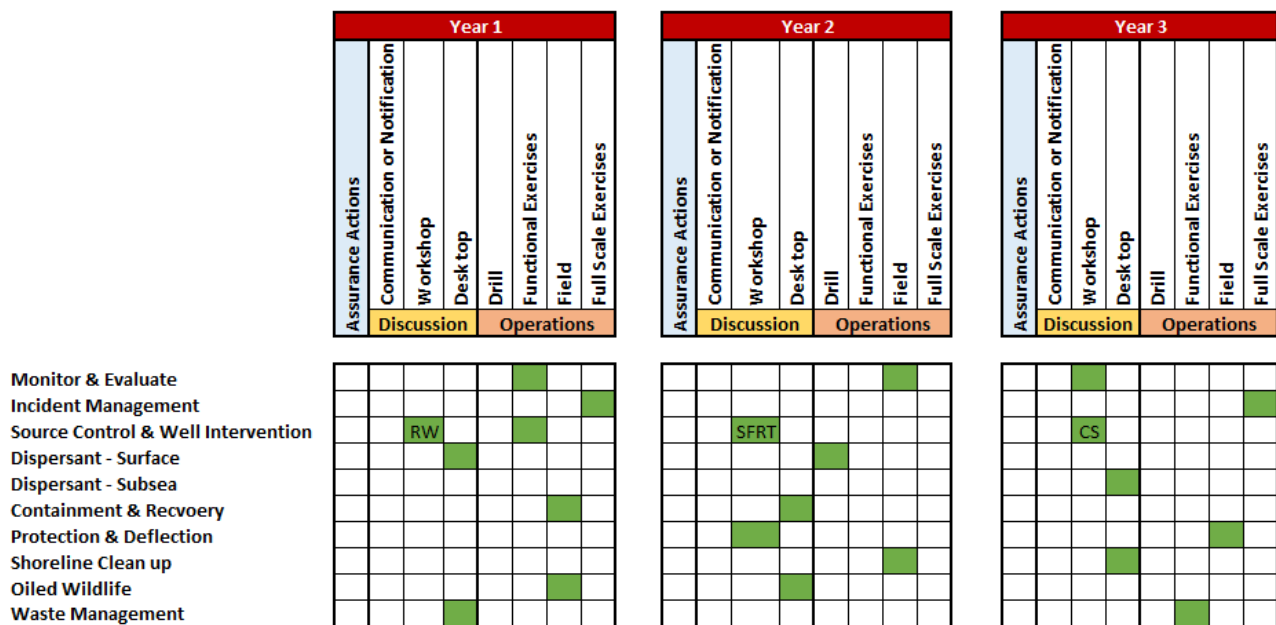 Year 1
Year 2
Year 3
Assurance Actions
Communication or Notification
Workshop
Desk top
Drill
Functional Exercises
Field
Full Scale Exercises
Assurance Actions
Communication or Notification
Workshop
Desk top
Drill
Functional Exercises
Field
Full Scale Exercises
Assurance Actions
Communication or Notification
Workshop
Desk top
Drill
Functional Exercises
Field
Full Scale Exercises
Discussion Operations
Discussion Operations
Discussion Operations
Monitor & Evaluate
Incident Management
Source Control & Well Intervention RW SFRT CS
Dispersant - Surface
Dispersant - Subsea
Containment & Recvoery
Protection & Deflection
Shoreline Clean up
Oiled Wildlife
Waste Management